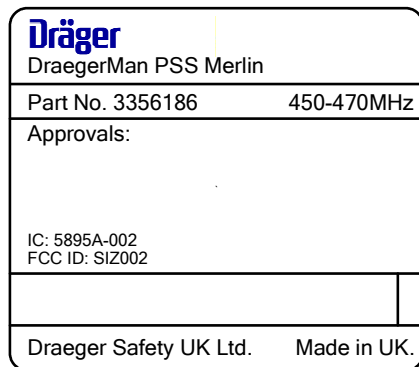 Dräger
DraegerMan PSS Merlin
Part No. 3356186 450-470MHz
Approvals:
IC: 5895A-002
FCC ID: SIZ002
Draeger Safety UK Ltd. Made in UK.